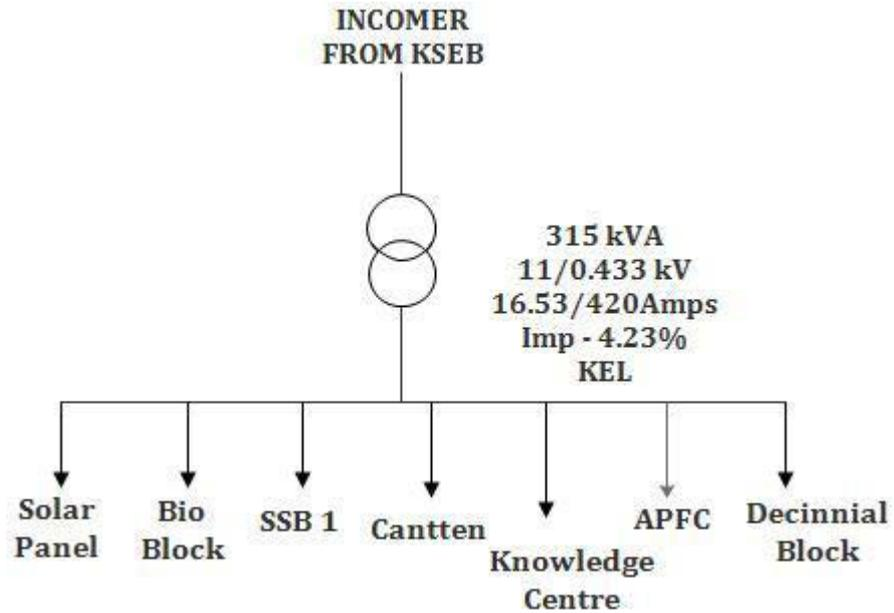 INCOMER
FROM KSEB
315 kVA
11/0.433 kV
16.53/420Amps
Imp - 4.23%
KEL
Solar
Panel
Bio
Block
SSB 1
Cantten
Knowledge
Centre
APFC
Decinnial
Block